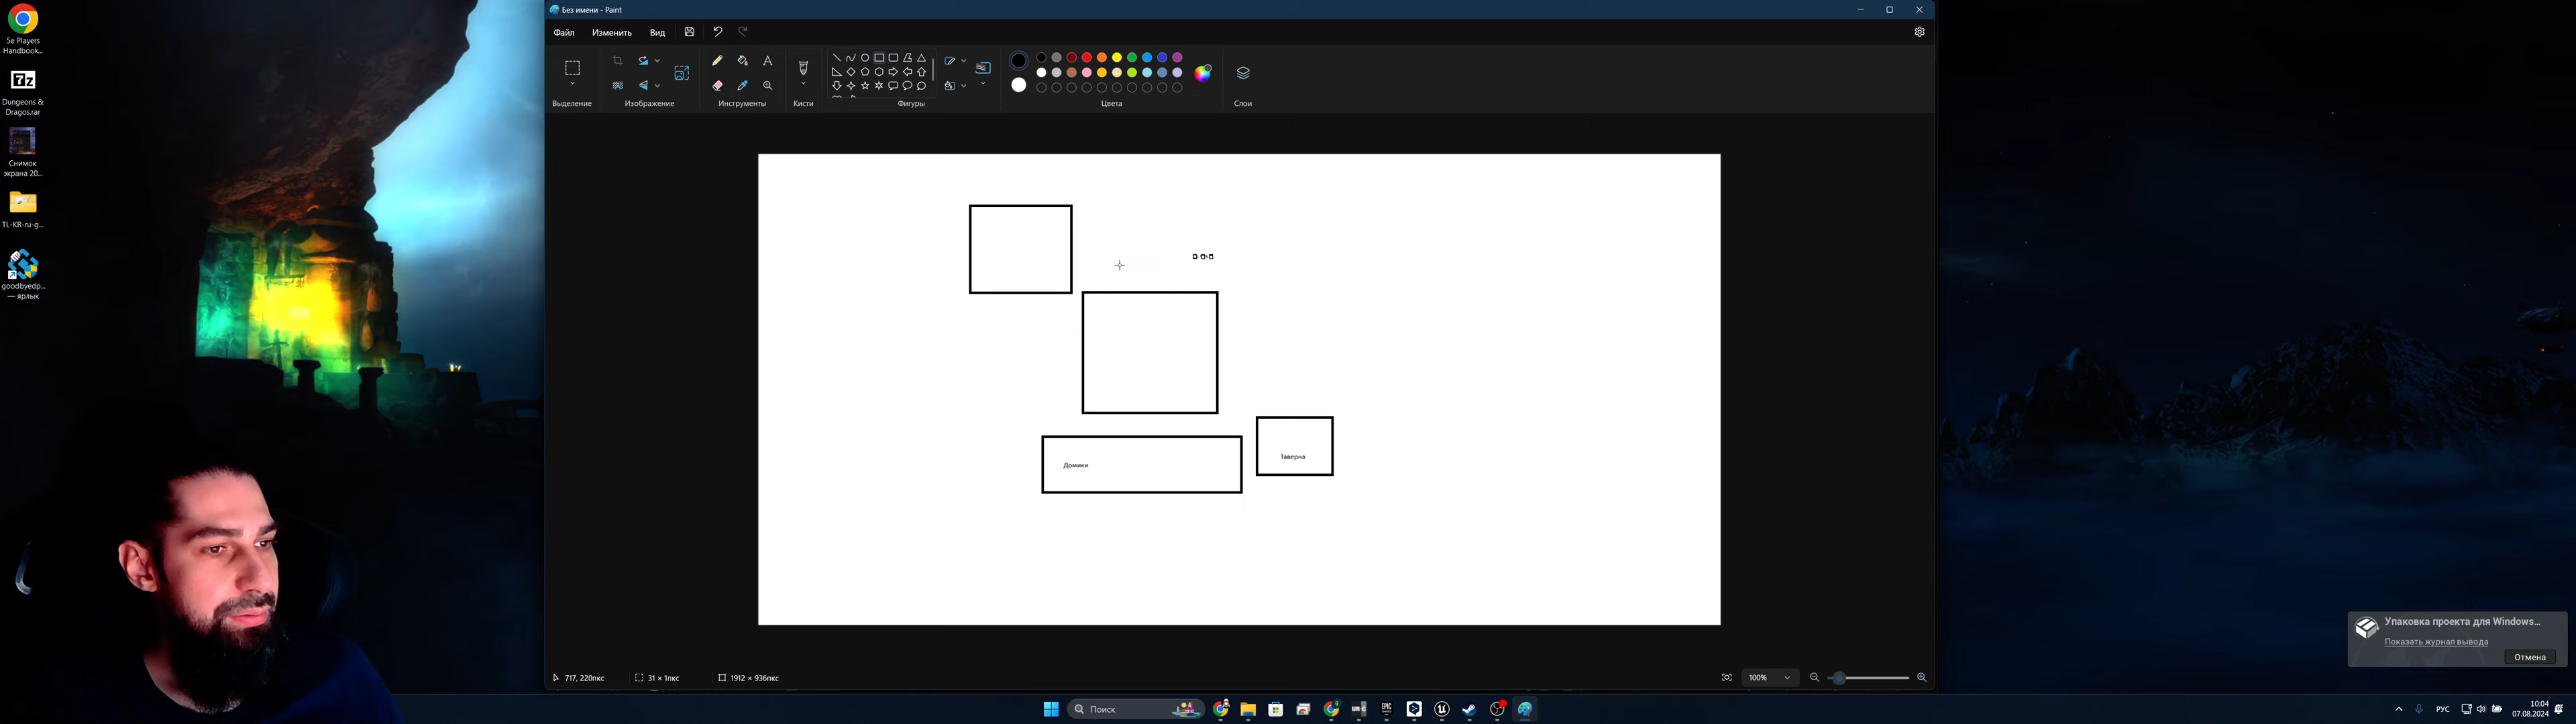 5e Players
Handbook...
Dungeons &
Dragos.rar
Снимок
экрана 20...
TL-KR-ru-g...
goodbyedp...
— ярлык
Без имени - Paint
Файл
Изменить
Вид
Выделение
Изображение
Инструменты
Кисти
Фигуры
Цвета
Слои
Домики
Таверна
717, 220пкс
31 × 1пкс
1912 × 936пкс
100%
Упаковка проекта для Windows...
Показать журнал вывода
Отмена
Поиск
РУС
10:04
07.08.2024